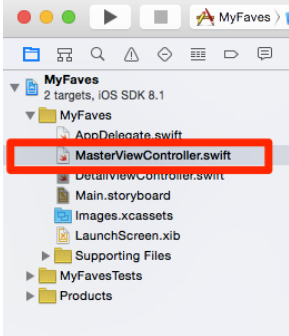 MyFaves
MyFaves
2 targets, iOS SDK 8.1
MyFaves
AppDelegate.swift
MasterViewController.swift
DetailViewController.swift
Main.storyboard
Images.xcassets
LaunchScreen.xib
Supporting Files
MyFavesTests
Products